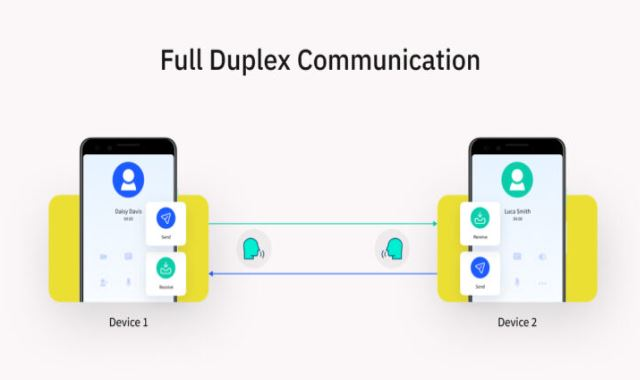 Full Duplex Communication
Daisy Davis
Luca Smith
Send
Receive
Receive
Send
Device 1
Device 2